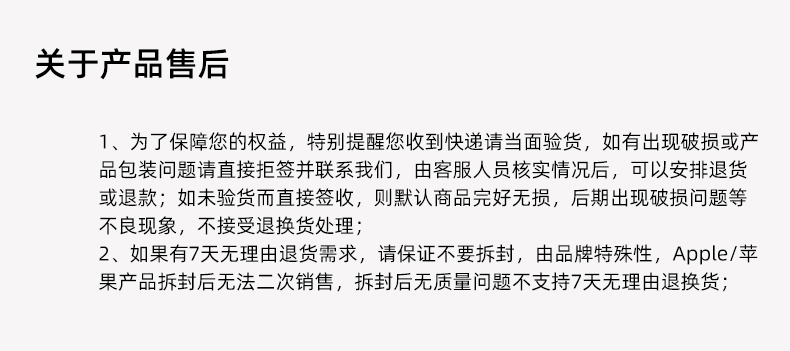 关于产品售后
1、为了保障您的权益，特别提醒您收到快递请当面验货，如有出现破损或产
品包装问题请直接拒签并联系我们，由客服人员核实情况后，可以安排退货
或退款；如未验货而直接签收，则默认商品完好无损，后期出现破损问题等
不良现象，不接受退换货处理；
2、如果有7天无理由退货需求，请保证不要拆封，由品牌特殊性，Apple/苹
果产品拆封后无法二次销售，拆封后无质量问题不支持7天无理由退换货；